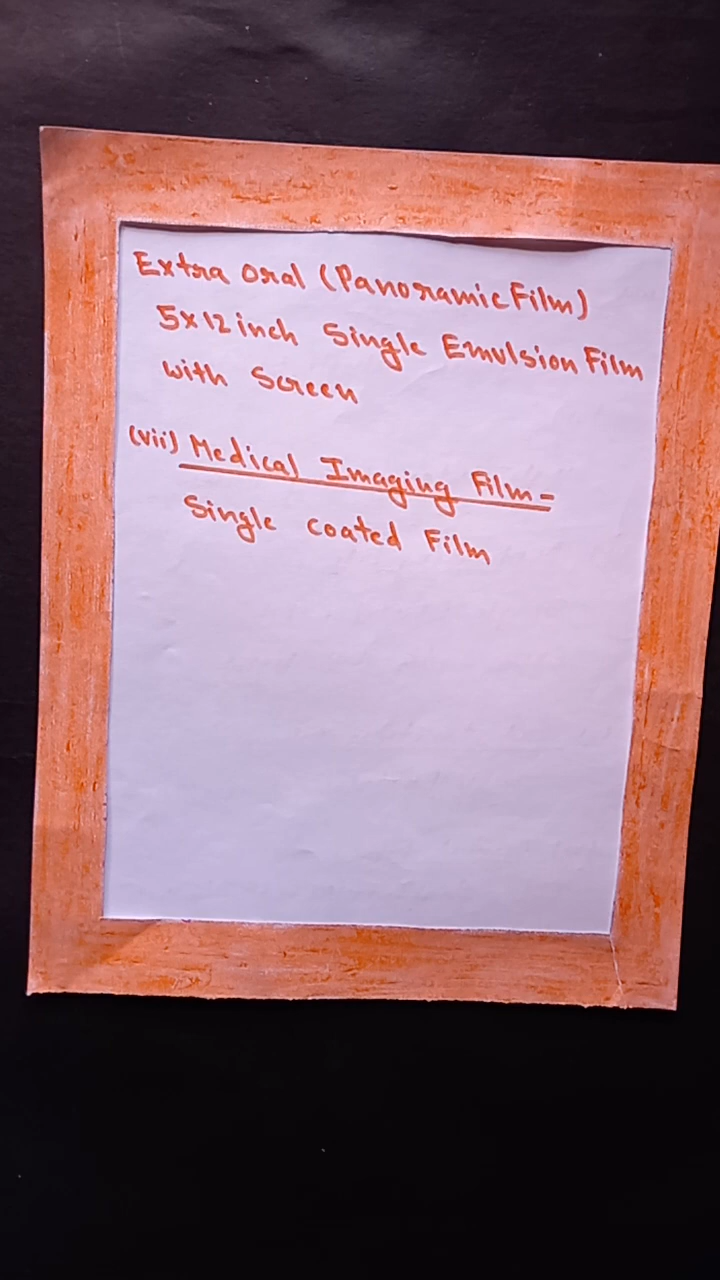 Extra oral (Panoramic Film)
5x12 inch Single Emulsion Film
with Screen
(vii) Medical Imaging Film -
Single coated Film